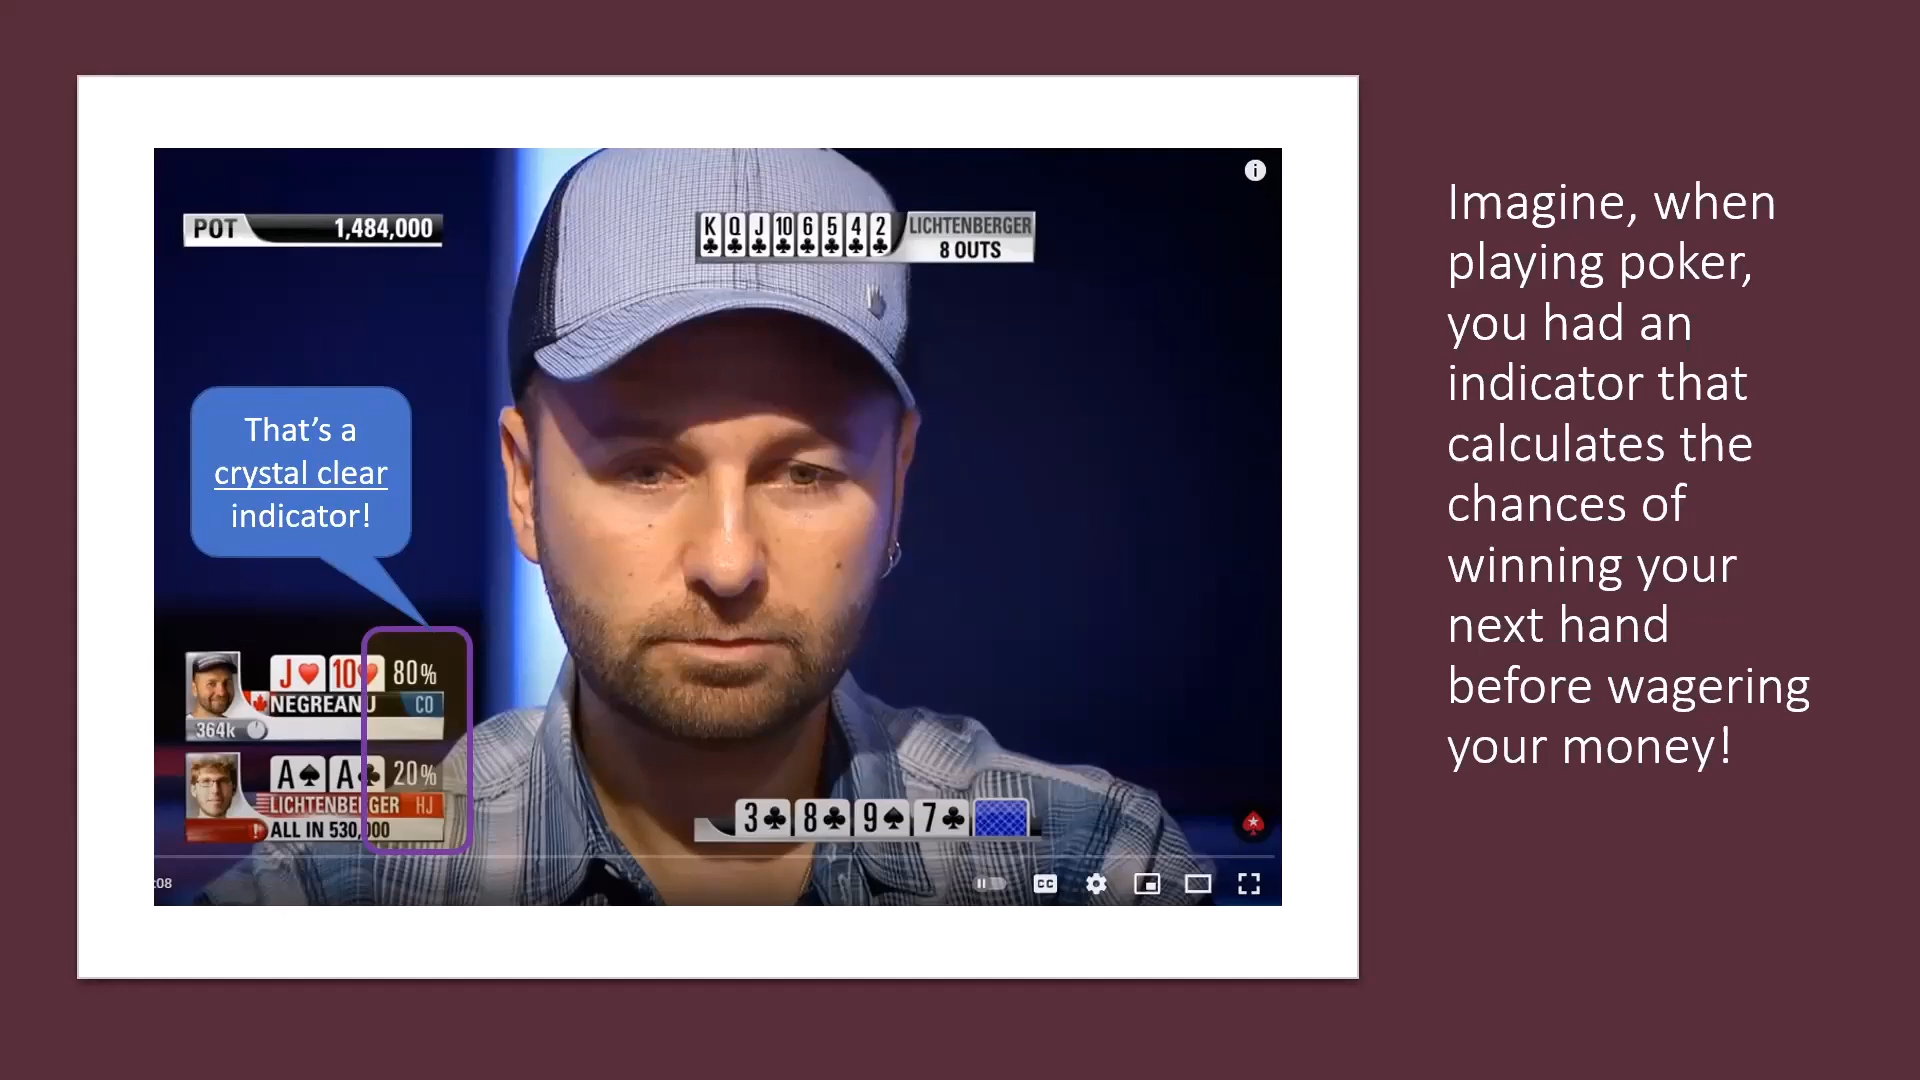 POT 1,484,000
K Q J 10 6 5 4 2 LICHTENBERGER
8 OUTS
That's a
crystal clear
indicator!
J 10 80%
NEGREANU CO
364k
A A 20%
LICHTENBERGER HJ
! ALL IN 530,000
3 8 9 7
:08
CC
Imagine, when
playing poker,
you had an
indicator that
calculates the
chances of
winning your
next hand
before wagering
your money!